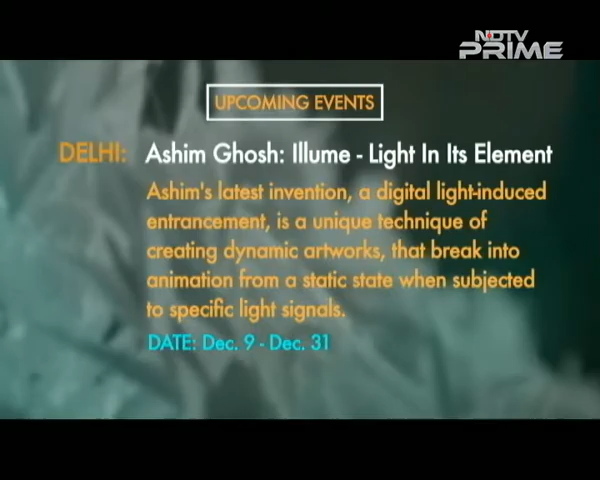 NDTV
PRIME
UPCOMING EVENTS
DELHI: Ashim Ghosh: Illume - Light In Its Element
Ashim's latest invention, a digital light-induced
entrancement, is a unique technique of
creating dynamic artworks, that break into
animation from a static state when subjected
to specific light signals.
DATE: Dec. 9 - Dec. 31